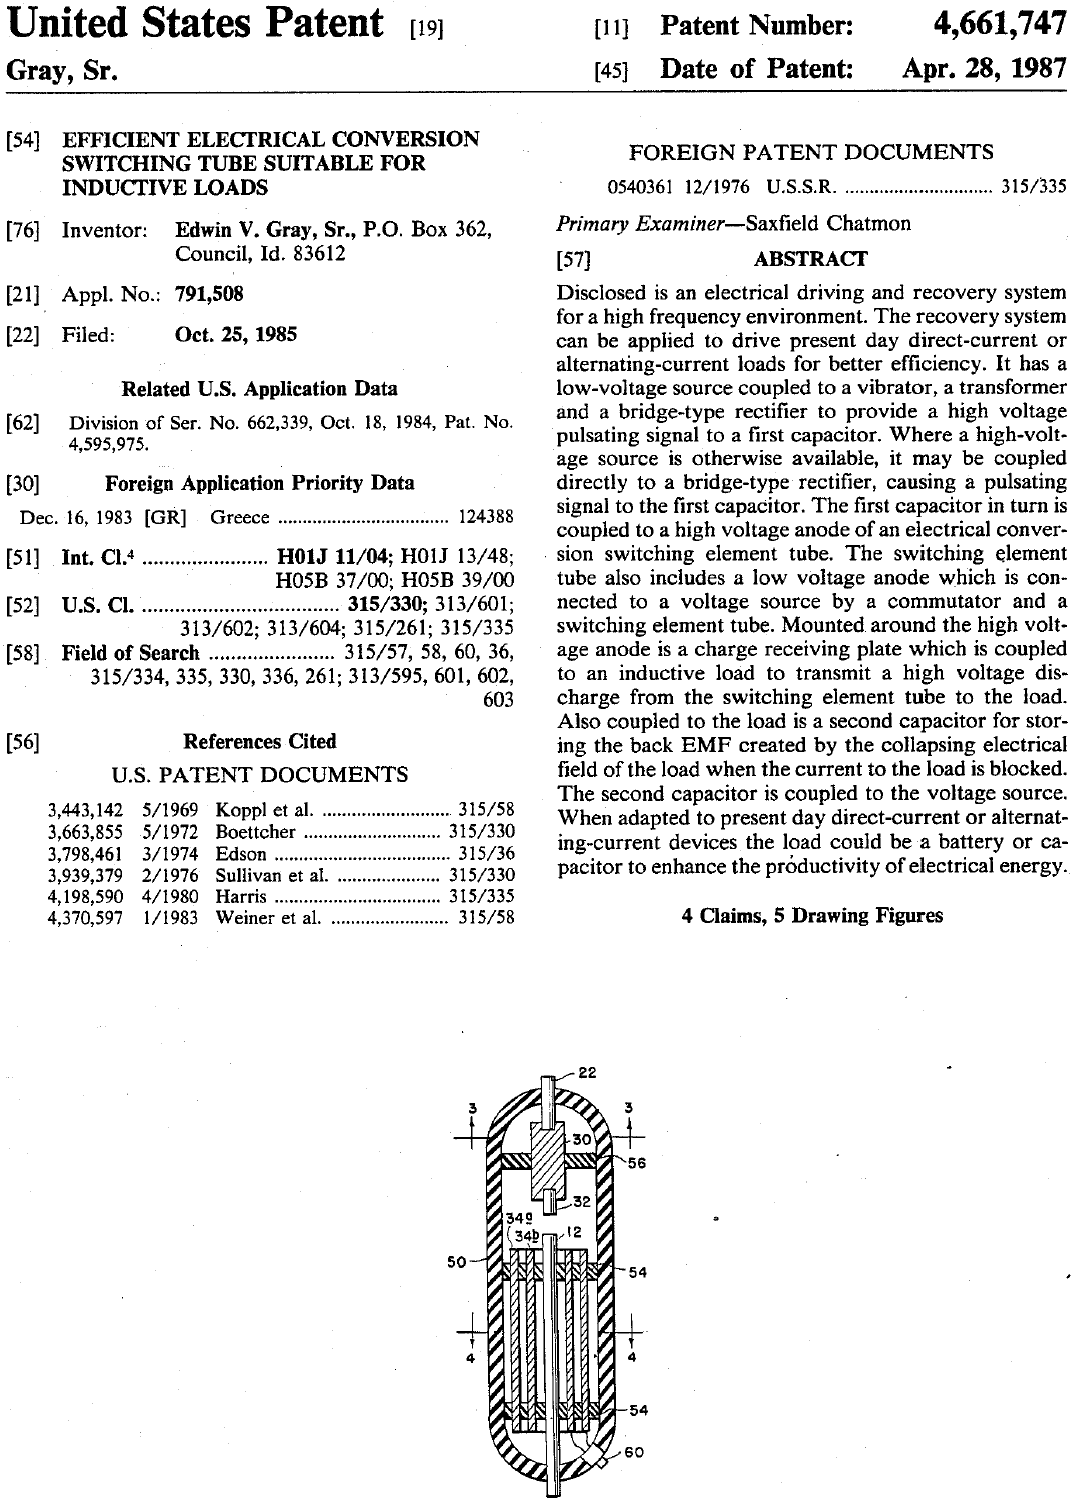 United States Patent [19]
Gray, Sr.
[11] Patent Number: 4,661,747
[45] Date of Patent: Apr. 28, 1987
[54] EFFICIENT ELECTRICAL CONVERSION
SWITCHING TUBE SUITABLE FOR
INDUCTIVE LOADS
[76] Inventor: Edwin V. Gray, Sr., P.O. Box 362,
Council, Id. 83612
[21] Appl. No.: 791,508
[22] Filed: Oct. 25, 1985
Related U.S. Application Data
[62] Division of Ser. No. 662,339, Oct. 18, 1984, Pat. No.
4,595,975.
[30] Foreign Application Priority Data
Dec. 16, 1983 [GR] Greece ................................... 124388
[51] Int. Cl.⁴ ....................... H01J 11/04; H01J 13/48;
H05B 37/00; H05B 39/00
[52] U.S. Cl. .................................. 315/330; 313/601;
313/602; 313/604; 315/261; 315/335
[58] Field of Search ...................... 315/57, 58, 60, 36,
315/334, 335, 330, 336, 261; 313/595, 601, 602,
603
[56] References Cited
U.S. PATENT DOCUMENTS
3,443,142 5/1969 Koppl et al. .......................... 315/58
3,663,855 5/1972 Boettcher ............................ 315/330
3,798,461 3/1974 Edson .................................... 315/36
3,939,379 2/1976 Sullivan et al. ..................... 315/330
4,198,590 4/1980 Harris .................................. 315/335
4,370,597 1/1983 Weiner et al. ........................ 315/58
FOREIGN PATENT DOCUMENTS
0540361 12/1976 U.S.S.R. .............................. 315/335
Primary Examiner—Saxfield Chatmon
[57] ABSTRACT
Disclosed is an electrical driving and recovery system
for a high frequency environment. The recovery system
can be applied to drive present day direct-current or
alternating-current loads for better efficiency. It has a
low-voltage source coupled to a vibrator, a transformer
and a bridge-type rectifier to provide a high voltage
pulsating signal to a first capacitor. Where a high-volt-
age source is otherwise available, it may be coupled
directly to a bridge-type rectifier, causing a pulsating
signal to the first capacitor. The first capacitor in turn is
coupled to a high voltage anode of an electrical conver-
sion switching element tube. The switching element
tube also includes a low voltage anode which is con-
nected to a voltage source by a commutator and a
switching element tube. Mounted around the high volt-
age anode is a charge receiving plate which is coupled
to an inductive load to transmit a high voltage dis-
charge from the switching element tube to the load.
Also coupled to the load is a second capacitor for stor-
ing the back EMF created by the collapsing electrical
field of the load when the current to the load is blocked.
The second capacitor is coupled to the voltage source.
When adapted to present day direct-current or alternat-
ing-current devices the load could be a battery or ca-
pacitor to enhance the productivity of electrical energy.
4 Claims, 5 Drawing Figures
22
3 3
30
56
32
34a
34b 12
50
54
4 4
54
60